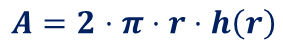 A = 2 · π · r · h(r)